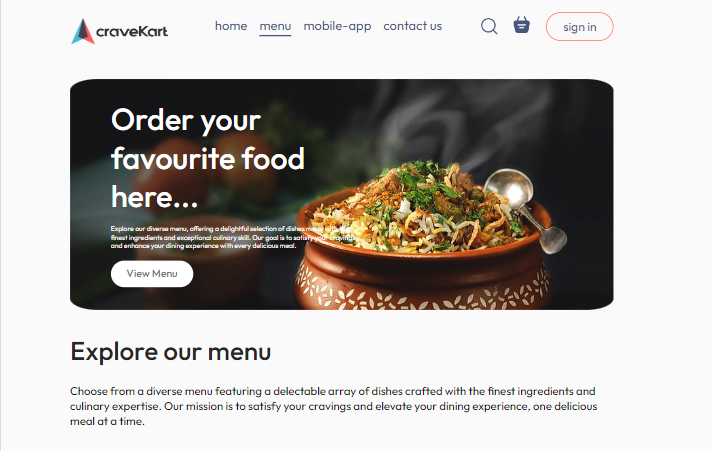 craveKart
home menu mobile-app contact us
sign in
Order your
favourite food
here...
Explore our diverse menu, offering a delightful selection of dishes made with the
finest ingredients and exceptional culinary skill. Our goal is to satisfy your cravings
and enhance your dining experience with every delicious meal.
View Menu
Explore our menu
Choose from a diverse menu featuring a delectable array of dishes crafted with the finest ingredients and
culinary expertise. Our mission is to satisfy your cravings and elevate your dining experience, one delicious
meal at a time.